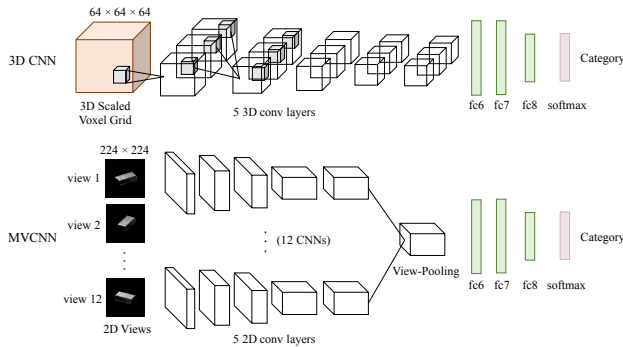 64 × 64 × 64
3D CNN
3D Scaled
Voxel Grid
5 3D conv layers
fc6
fc7
fc8
softmax
Category
224 × 224
view 1
view 2
MVCNN
⋮
view 12
2D Views
⋮ (12 CNNs)
5 2D conv layers
View-Pooling
fc6
fc7
fc8
softmax
Category